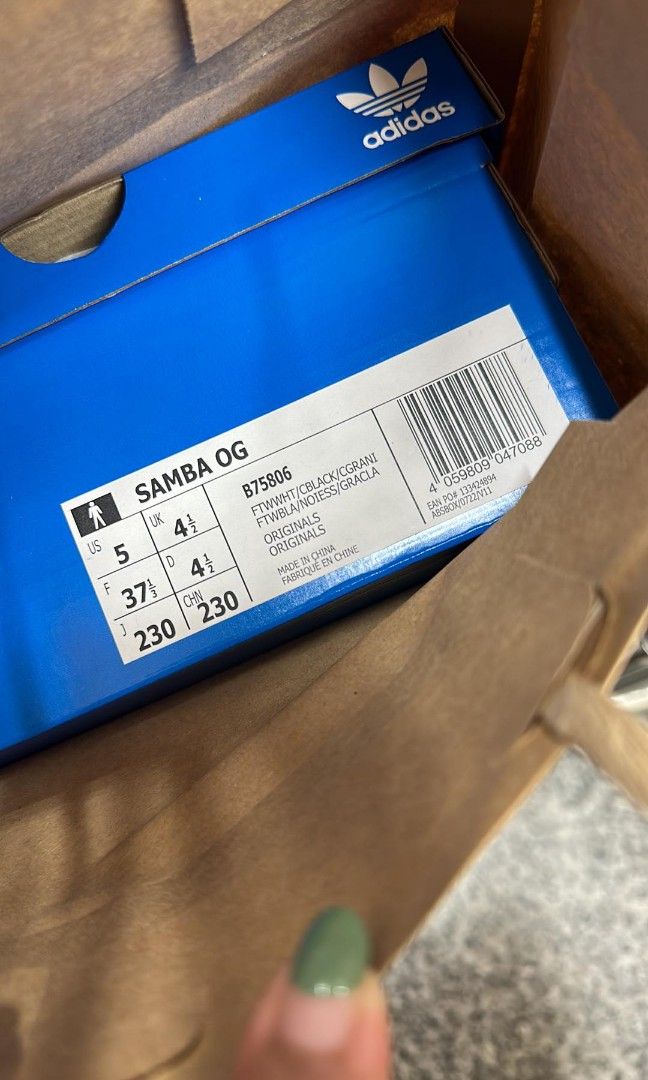 adidas
SAMBA OG
US 5
UK 4½
F 37⅓
D 4½
J 230
CHN 230
B75806
FTWWHT/CBLACK/CGRANI
FTWBLA/NOIESS/GRACLA
ORIGINALS
ORIGINALS
MADE IN CHINA
FABRIQUÉ EN CHINE
4 059809 047088
EAN PO# 133424894
ABSBOX/0722/V11